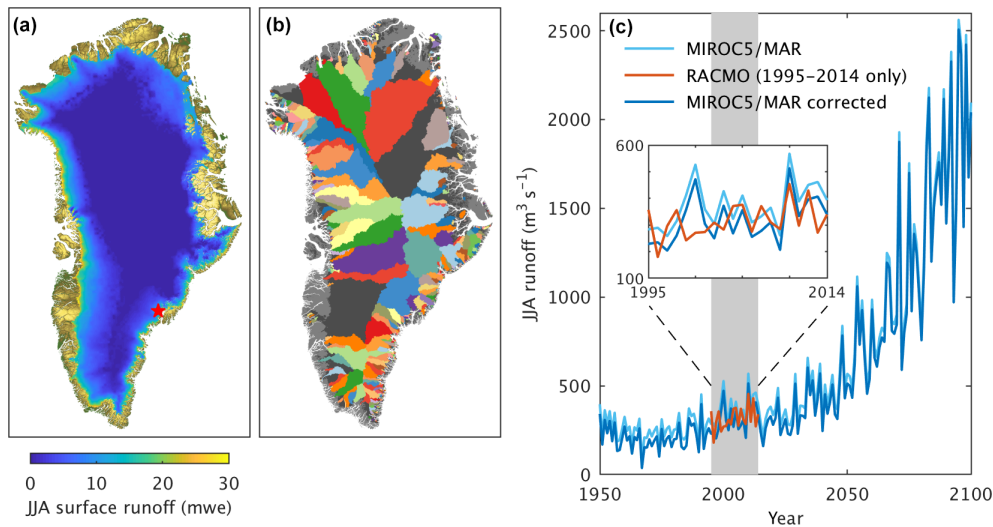 (a)
(b)
(c)
MIROC5/MAR
RACMO (1995–2014 only)
MIROC5/MAR corrected
2500
2000
1500
1000
500
0
JJA runoff (m³ s⁻¹)
600
100
1995
2014
1950
2000
2050
2100
Year
0
10
20
30
JJA surface runoff (mwe)